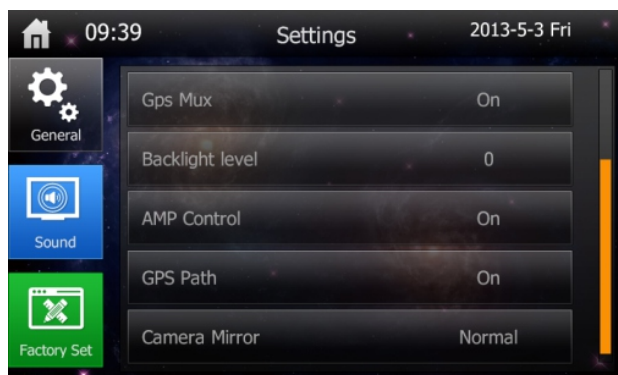 09:39 Settings 2013-5-3 Fri
General
Gps Mux On
Backlight level 0
Sound
AMP Control On
GPS Path On
Factory Set
Camera Mirror Normal